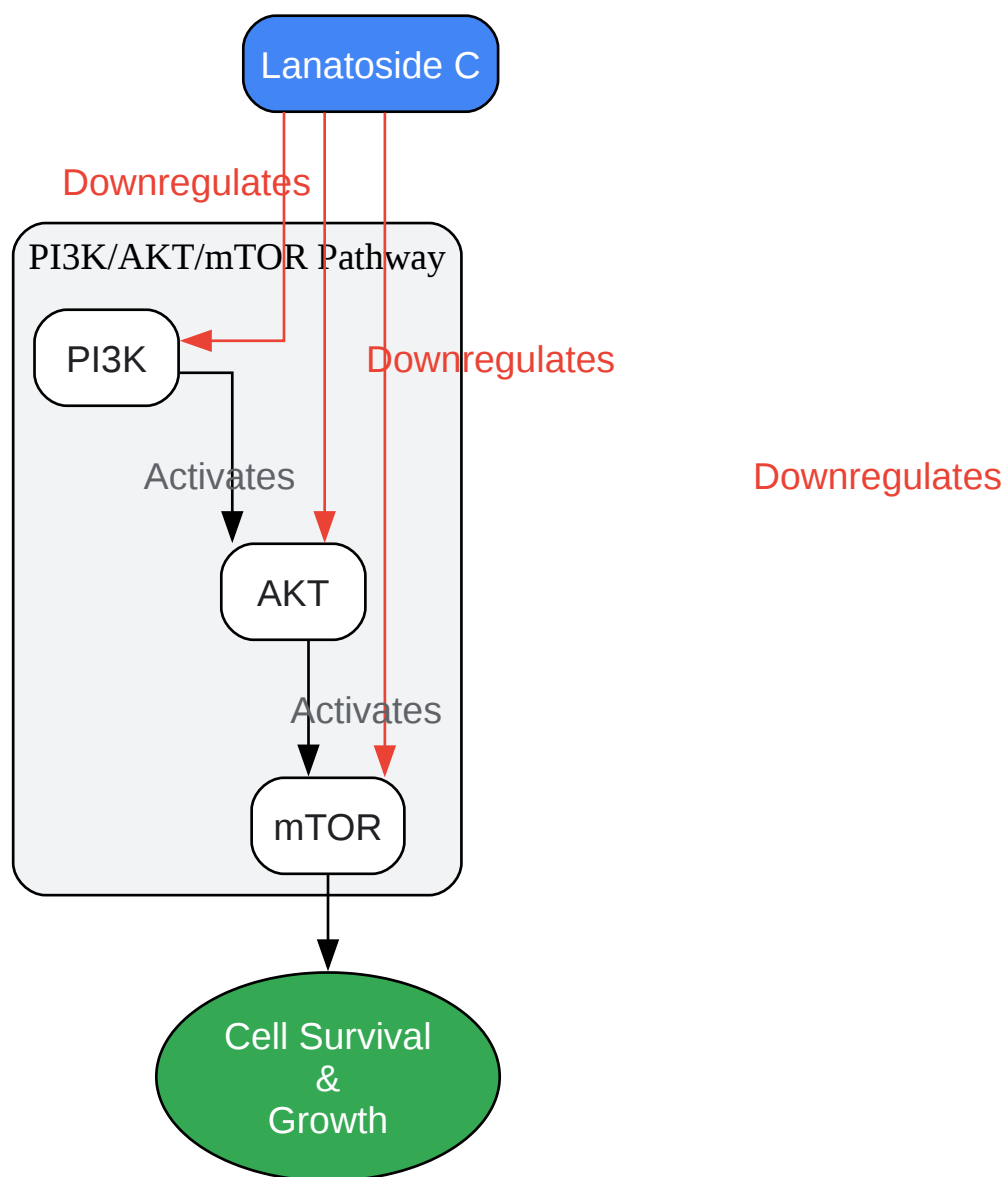 Lanatoside C
Downregulates
PI3K/AKT/mTOR Pathway
PI3K
Downregulates
Activates
Downregulates
AKT
Activates
mTOR
Cell Survival
&
Growth